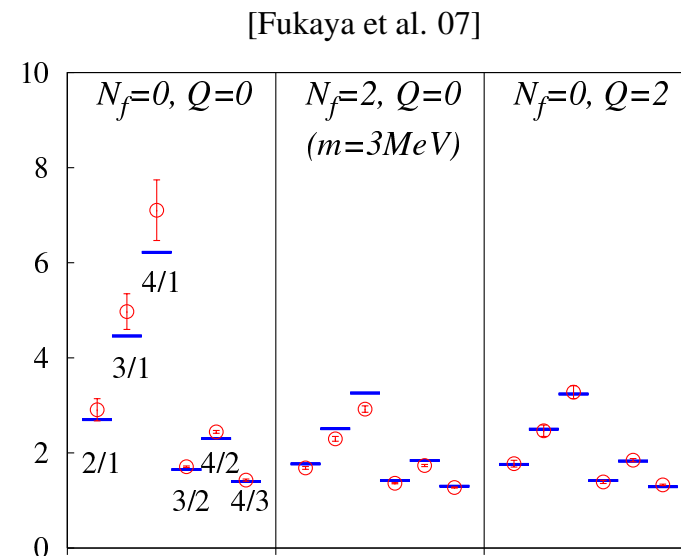 [Fukaya et al. 07]
10
N_f=0, Q=0
N_f=2, Q=0
N_f=0, Q=2
(m=3MeV)
8
6
4/1
4
3/1
2
2/1
4/2
3/2
4/3
0